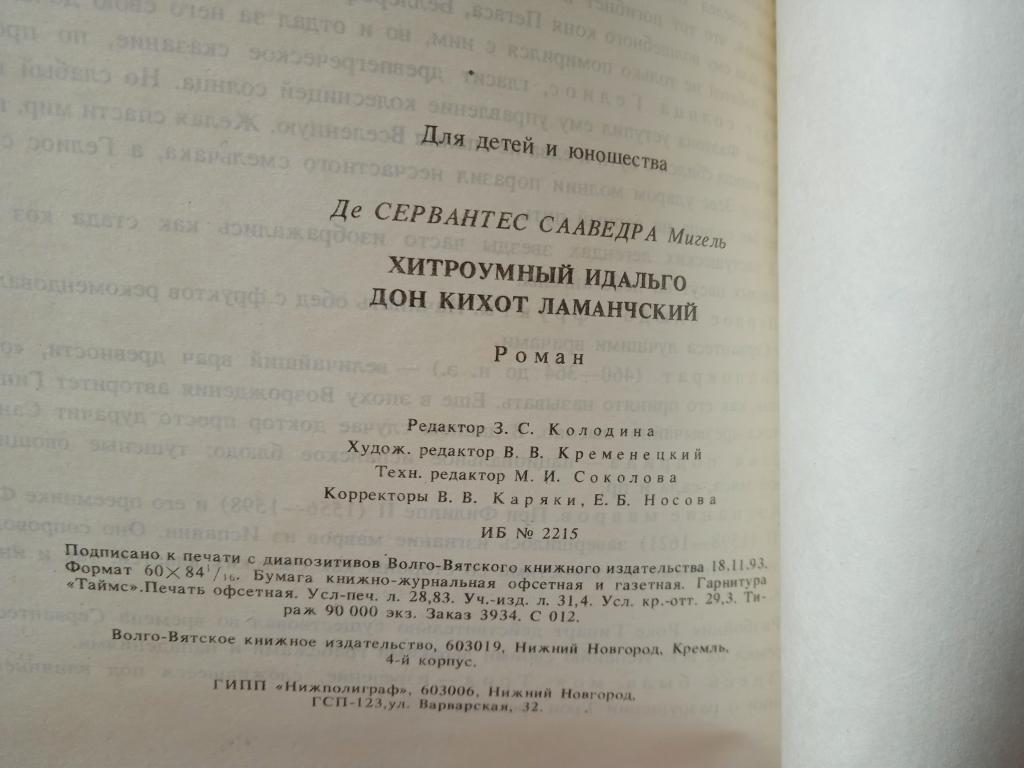 Для детей и юношества
Де СЕРВАНТЕС СААВЕДРА Мигель
ХИТРОУМНЫЙ ИДАЛЬГО
ДОН КИХОТ ЛАМАНЧСКИЙ
Роман
Редактор З. С. Колодина
Худож. редактор В. В. Кременецкий
Техн. редактор М. И. Соколова
Корректоры В. В. Каряки, Е. Б. Носова
ИБ № 2215
Подписано к печати с диапозитивов Волго-Вятского книжного издательства 18.11.93.
Формат 60×84¹/₁₆. Бумага книжно-журнальная офсетная и газетная. Гарнитура
«Таймс». Печать офсетная. Усл-печ. л. 28,83. Уч.-изд. л. 31,4. Усл. кр.-отт. 29,3. Ти-
раж 90 000 экз. Заказ 3934. С 012.
Волго-Вятское книжное издательство, 603019, Нижний Новгород, Кремль,
4-й корпус.
ГИПП «Нижполиграф», 603006, Нижний Новгород,
ГСП-123, ул. Варварская, 32.